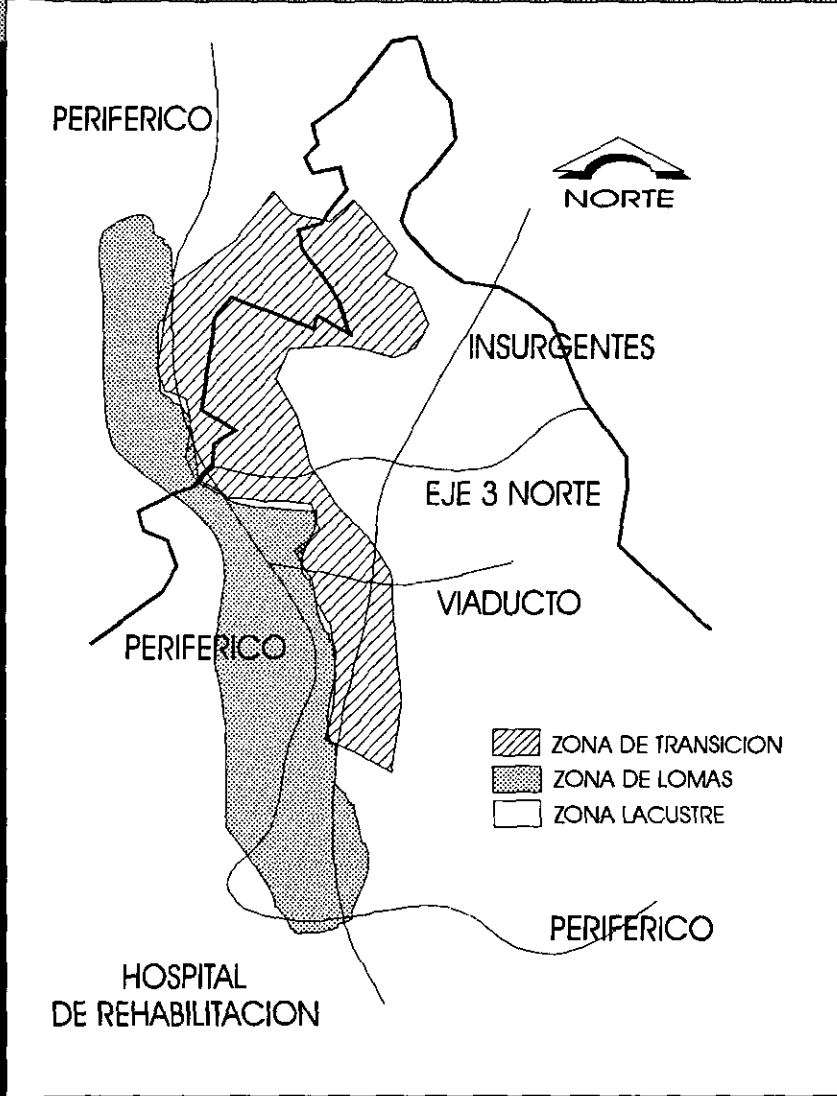 PERIFERICO
NORTE
INSURGENTES
EJE 3 NORTE
VIADUCTO
PERIFERICO
ZONA DE TRANSICION
ZONA DE LOMAS
ZONA LACUSTRE
PERIFERICO
HOSPITAL
DE REHABILITACION